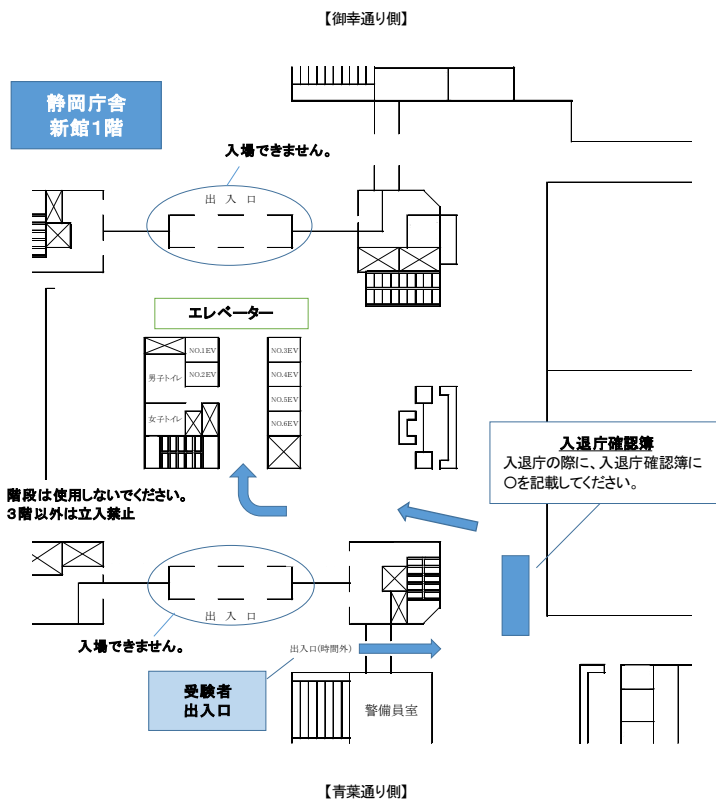 【御幸通り側】
静岡庁舎
新館1階
入場できません。
出 入 口
エレベーター
NO.1EV
NO.3EV
男子トイレ
NO.2EV
NO.4EV
NO.5EV
女子トイレ
NO.6EV
入退庁確認簿
入退庁の際に、入退庁確認簿に
○を記載してください。
階段は使用しないでください。
3階以外は立入禁止
出 入 口
入場できません。
出入口(時間外)
受験者
出入口
警備員室
【青葉通り側】